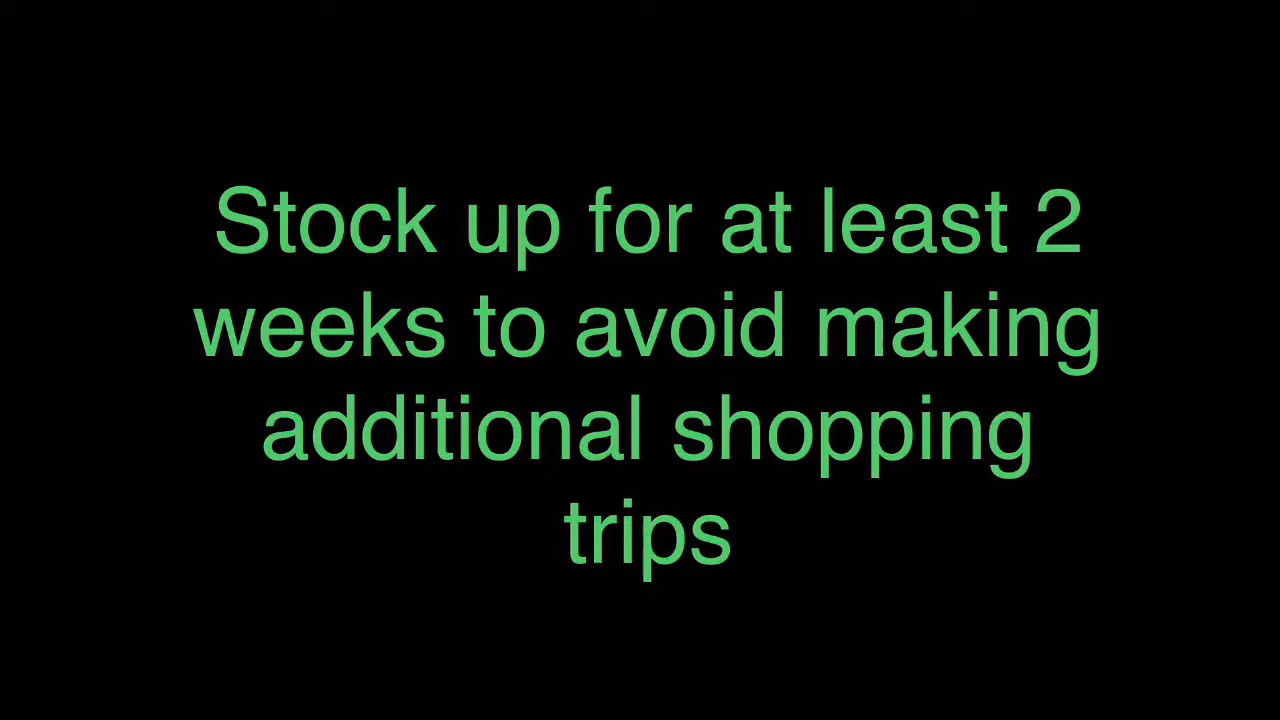 Stock up for at least 2
weeks to avoid making
additional shopping
trips